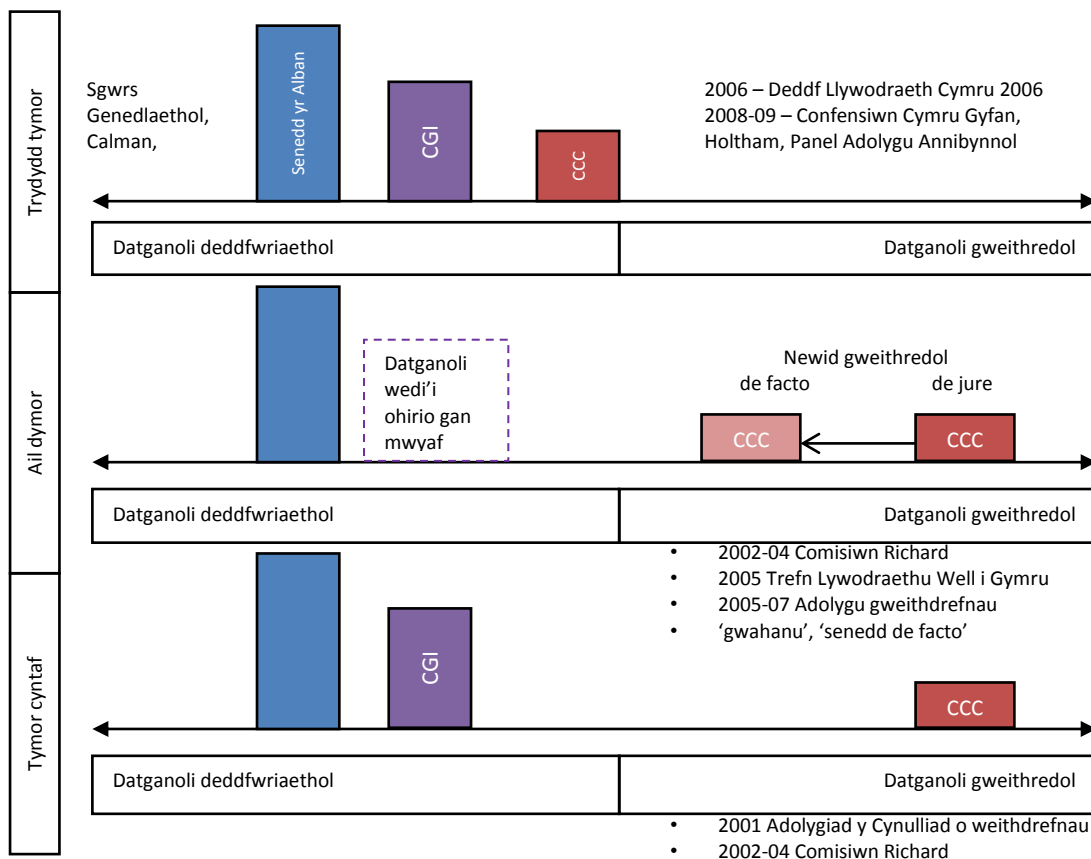 Trydydd tymor
Sgwrs
Genedlaethol,
Calman,
Senedd yr Alban
CGI
CCC
2006 – Deddf Llywodraeth Cymru 2006
2008-09 – Confensiwn Cymru Gyfan,
Holtham, Panel Adolygu Annibynnol
Datganoli deddfwriaethol
Datganoli gweithredol
Ail dymor
Datganoli
wedi’i
ohirio gan
mwyaf
Newid gweithredol
de facto
de jure
CCC
CCC
Datganoli deddfwriaethol
Datganoli gweithredol
• 2002-04 Comisiwn Richard
• 2005 Trefn Lywodraethu Well i Gymru
• 2005-07 Adolygu gweithdrefnau
• ‘gwahanu’, ‘senedd de facto’
Tymor cyntaf
CGI
CCC
Datganoli deddfwriaethol
Datganoli gweithredol
• 2001 Adolygiad y Cynulliad o weithdrefnau
• 2002-04 Comisiwn Richard